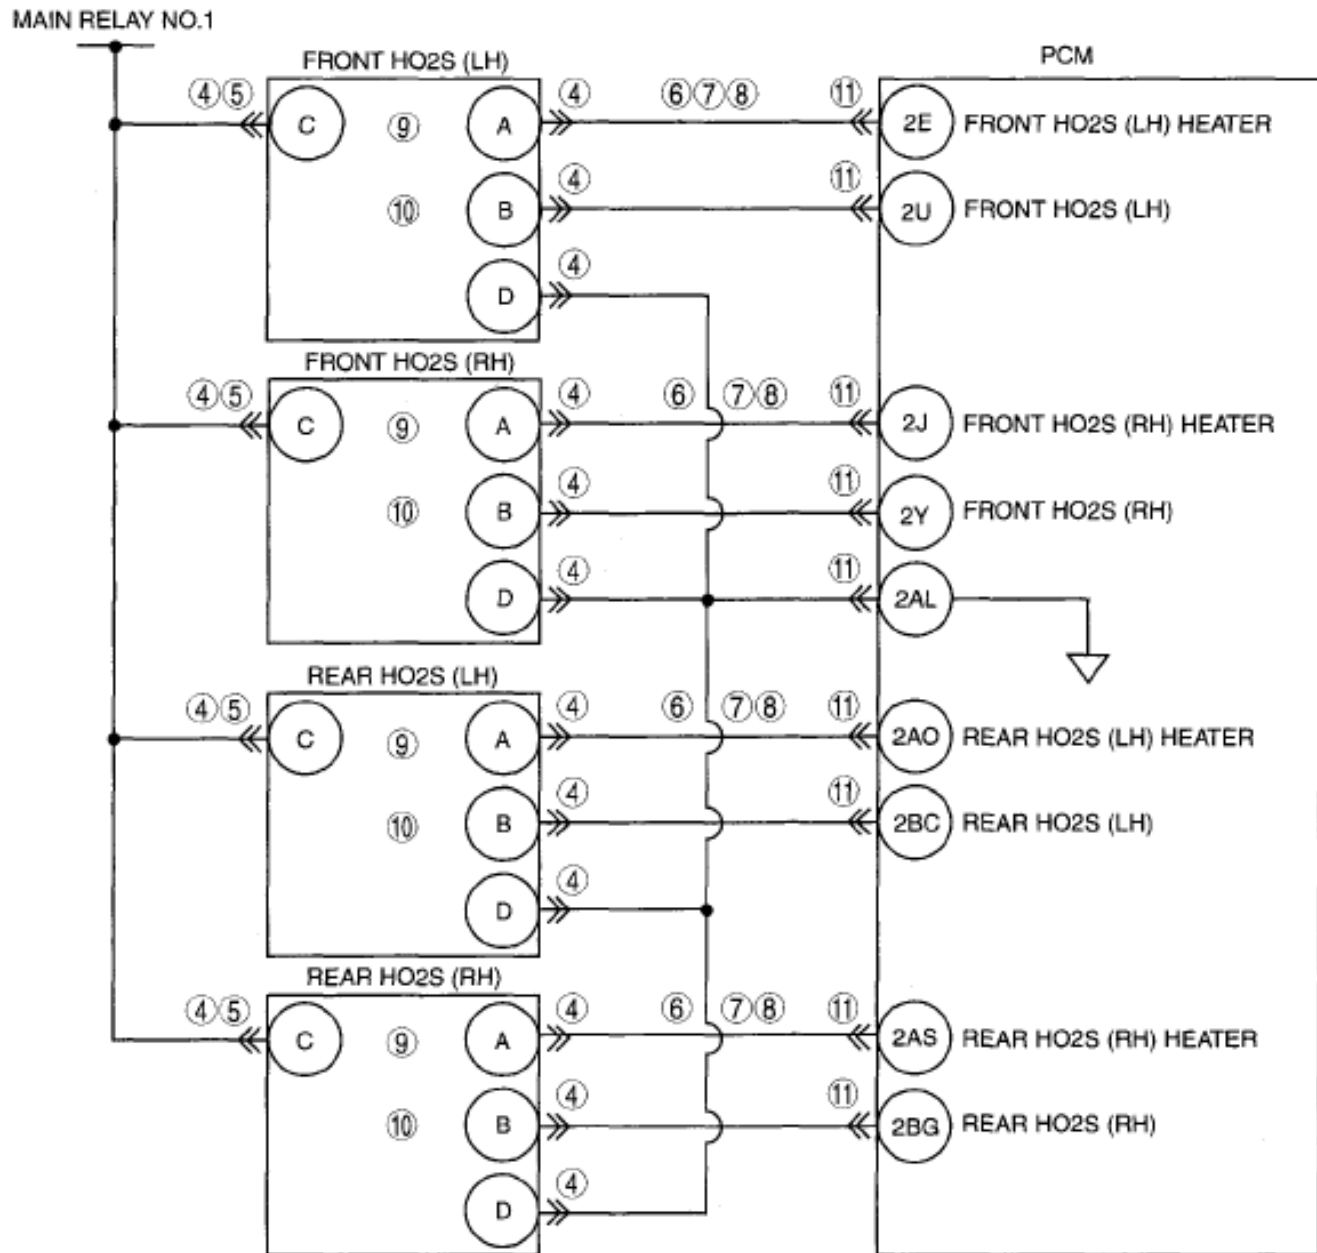 MAIN RELAY NO.1
FRONT HO2S (LH)
PCM
④⑤ C ⑨ A ④ ⑥⑦⑧ ⑪ 2E FRONT HO2S (LH) HEATER
⑩ B ④ ⑪ 2U FRONT HO2S (LH)
D ④
FRONT HO2S (RH)
④⑤ C ⑨ A ④ ⑥ ⑦⑧ ⑪ 2J FRONT HO2S (RH) HEATER
⑩ B ④ ⑪ 2Y FRONT HO2S (RH)
D ④ ⑪ 2AL
REAR HO2S (LH)
④⑤ C ⑨ A ④ ⑥ ⑦⑧ ⑪ 2AO REAR HO2S (LH) HEATER
⑩ B ④ ⑪ 2BC REAR HO2S (LH)
D ④
REAR HO2S (RH)
④⑤ C ⑨ A ④ ⑥ ⑦⑧ ⑪ 2AS REAR HO2S (RH) HEATER
⑩ B ④ ⑪ 2BG REAR HO2S (RH)
D ④